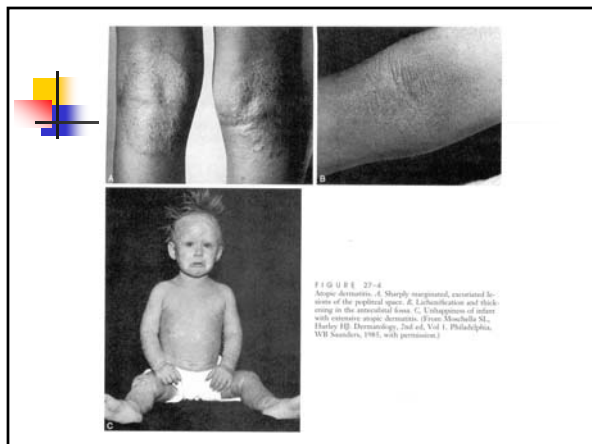 A
B
C
FIGURE 27–4
Atopic dermatitis. A, Sharply marginated, excoriated le-
sions of the popliteal space. B, Lichenification and thick-
ening in the antecubital fossa. C, Unhappiness of infant
with extensive atopic dermatitis. (From Moschella SL,
Hurley HJ: Dermatology, 2nd ed, Vol 1. Philadelphia,
WB Saunders, 1985, with permission.)